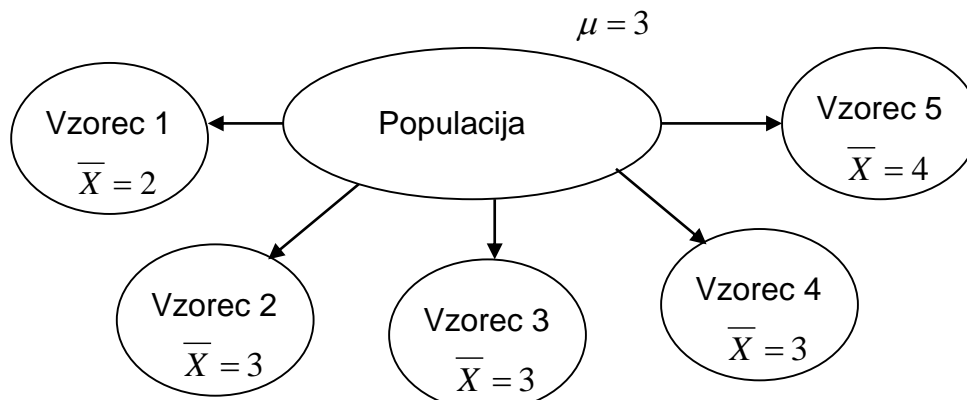 μ = 3
Vzorec 1
X̅ = 2
Populacija
Vzorec 5
X̅ = 4
Vzorec 2
X̅ = 3
Vzorec 3
X̅ = 3
Vzorec 4
X̅ = 3